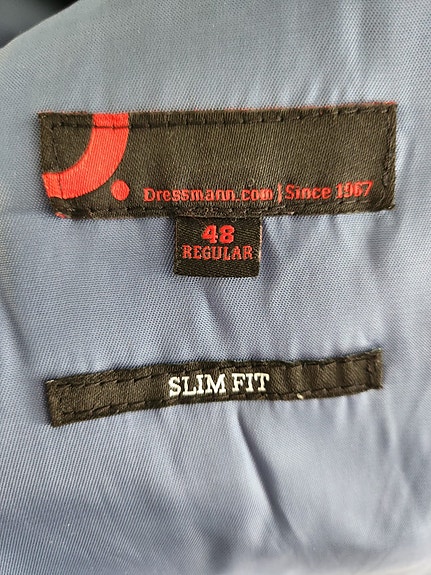 Dressmann.com | Since 1967
48
REGULAR
SLIM FIT